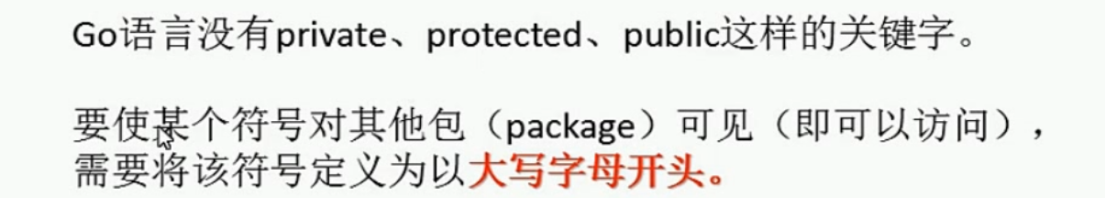 Go语言没有private、protected、public这样的关键字。
要使某个符号对其他包（package）可见（即可以访问），
需要将该符号定义为以大写字母开头。